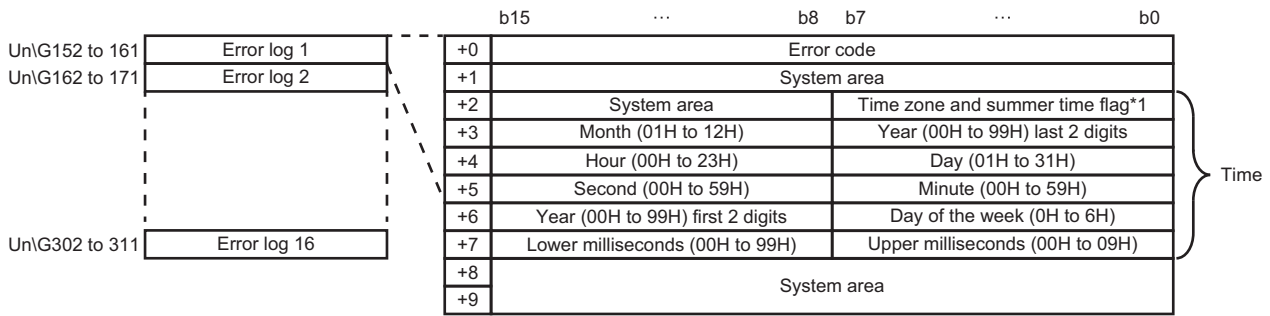 b15 ... b8 b7 ... b0
Un\G152 to 161 Error log 1 +0 Error code
Un\G162 to 171 Error log 2 +1 System area
+2 System area Time zone and summer time flag*1
+3 Month (01H to 12H) Year (00H to 99H) last 2 digits
+4 Hour (00H to 23H) Day (01H to 31H)
Time
+5 Second (00H to 59H) Minute (00H to 59H)
+6 Year (00H to 99H) first 2 digits Day of the week (0H to 6H)
Un\G302 to 311 Error log 16 +7 Lower milliseconds (00H to 99H) Upper milliseconds (00H to 09H)
+8
System area
+9